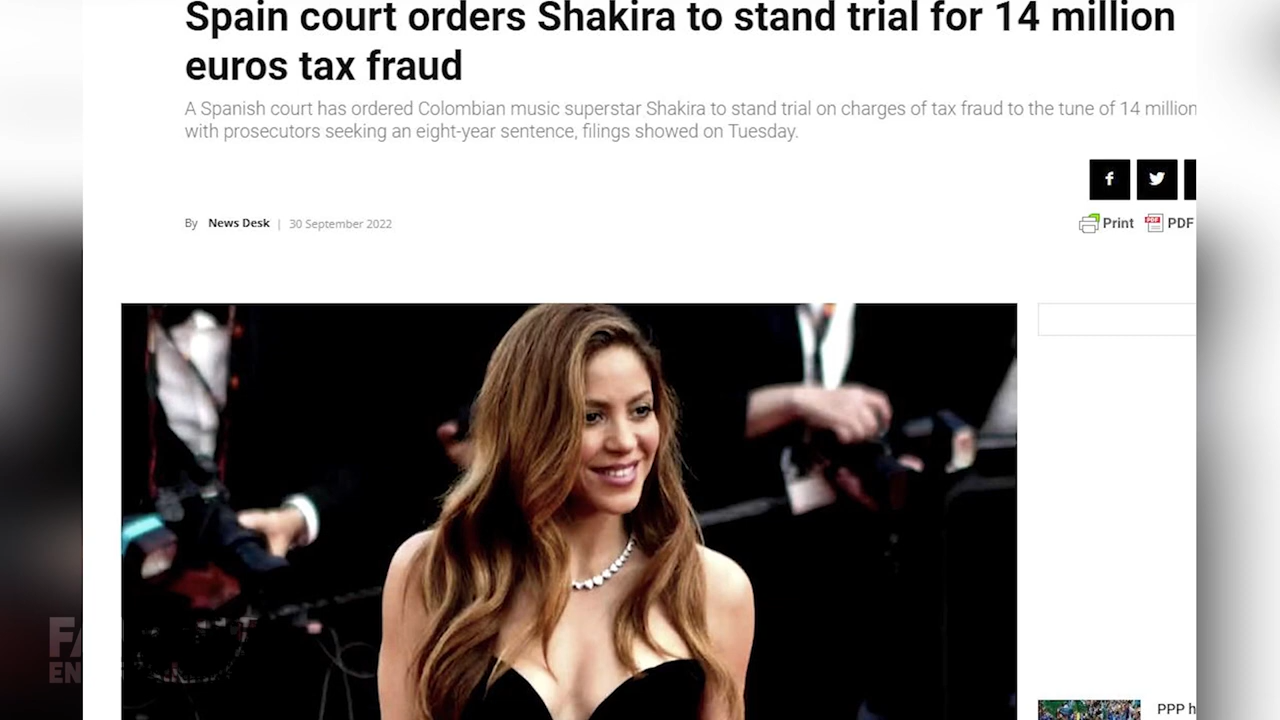 Spain court orders Shakira to stand trial for 14 million
euros tax fraud
A Spanish court has ordered Colombian music superstar Shakira to stand trial on charges of tax fraud to the tune of 14 million
with prosecutors seeking an eight-year sentence, filings showed on Tuesday.
By News Desk | 30 September 2022
Print PDF
PPP